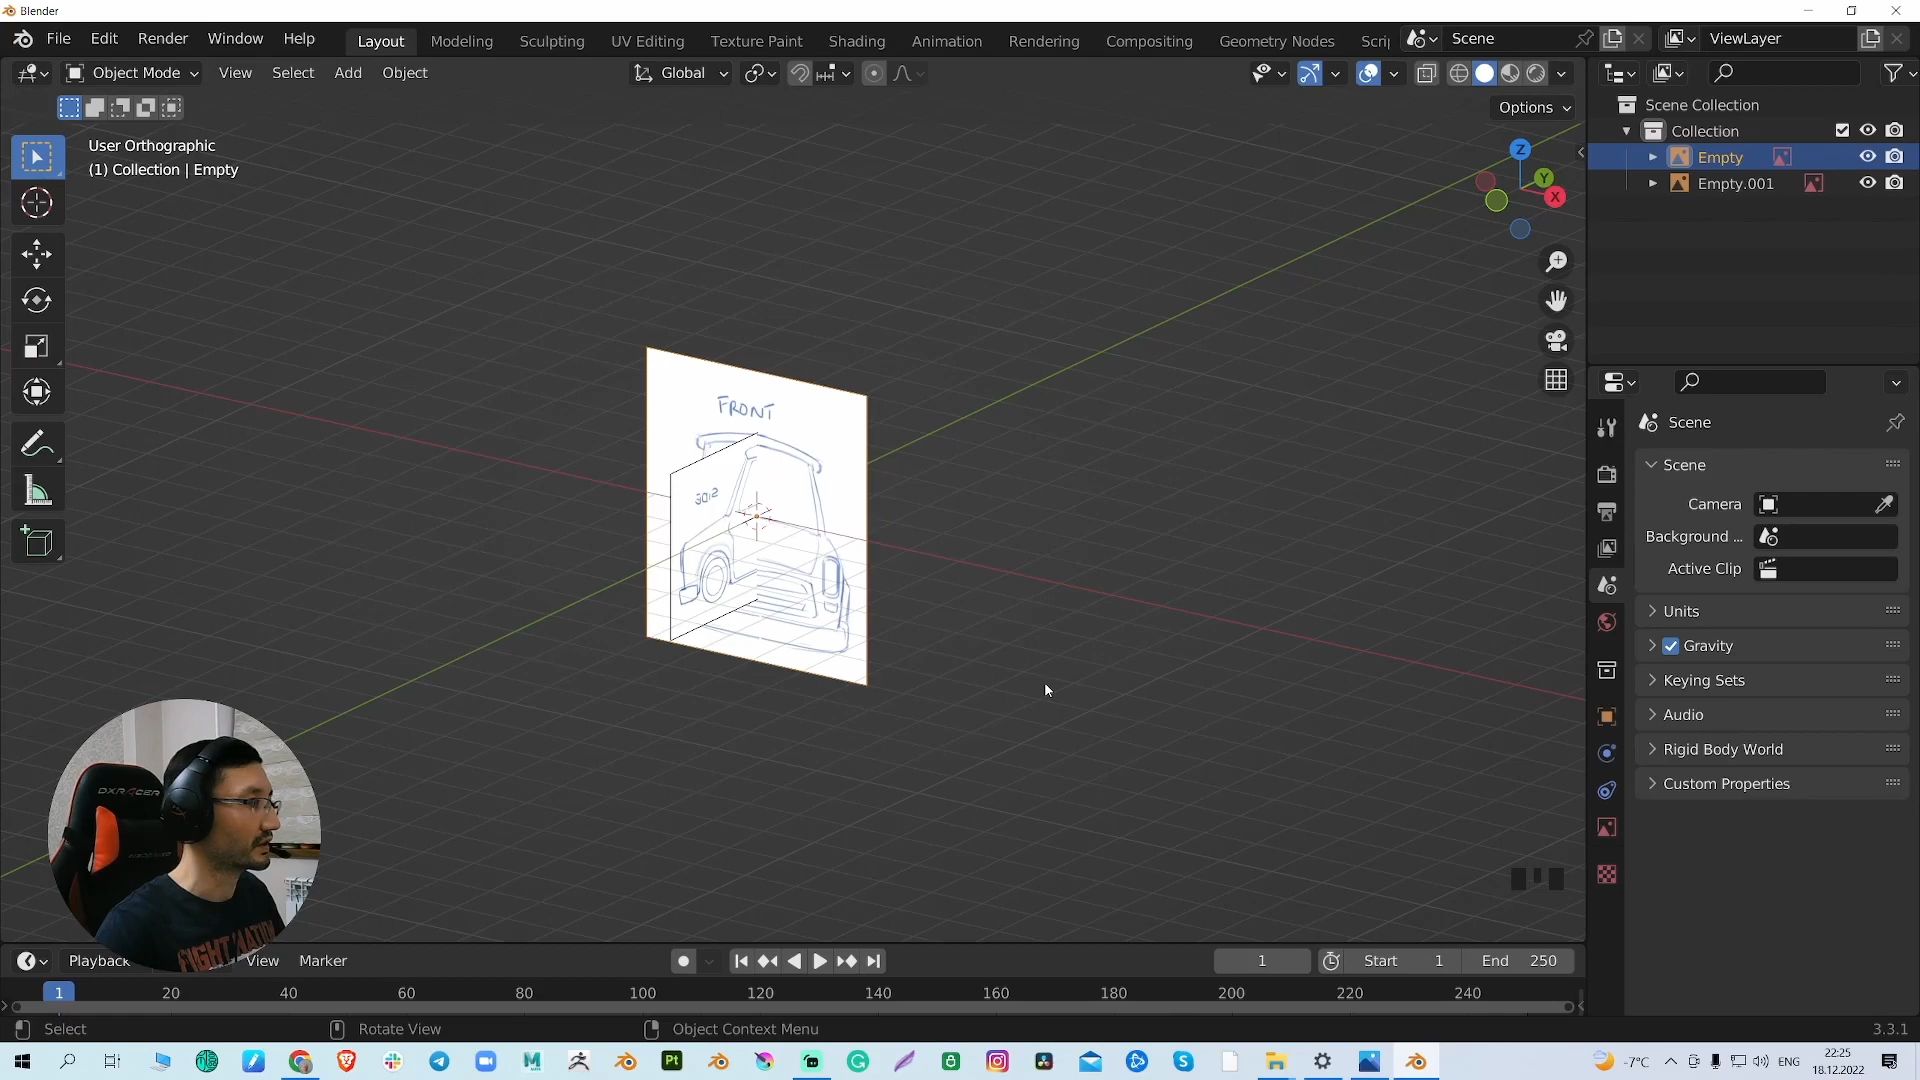 Blender
File Edit Render Window Help Layout Modeling Sculpting UV Editing Texture Paint Shading Animation Rendering Compositing Geometry Nodes Scri Scene ViewLayer
Object Mode View Select Add Object Global
Options
User Orthographic
(1) Collection | Empty
Scene Collection
Collection
Empty
Empty.001
Z
Y
X
FRONT
SIDE
Scene
Scene
Camera
Background ...
Active Clip
Units
Gravity
Keying Sets
Audio
Rigid Body World
Custom Properties
DXRACER
FIGHT NATION
Playback View Marker 1 Start 1 End 250
1 20 40 60 80 100 120 140 160 180 200 220 240
Select Rotate View Object Context Menu 3.3.1
M Pt G S -7°C ENG 22:25
18.12.2022